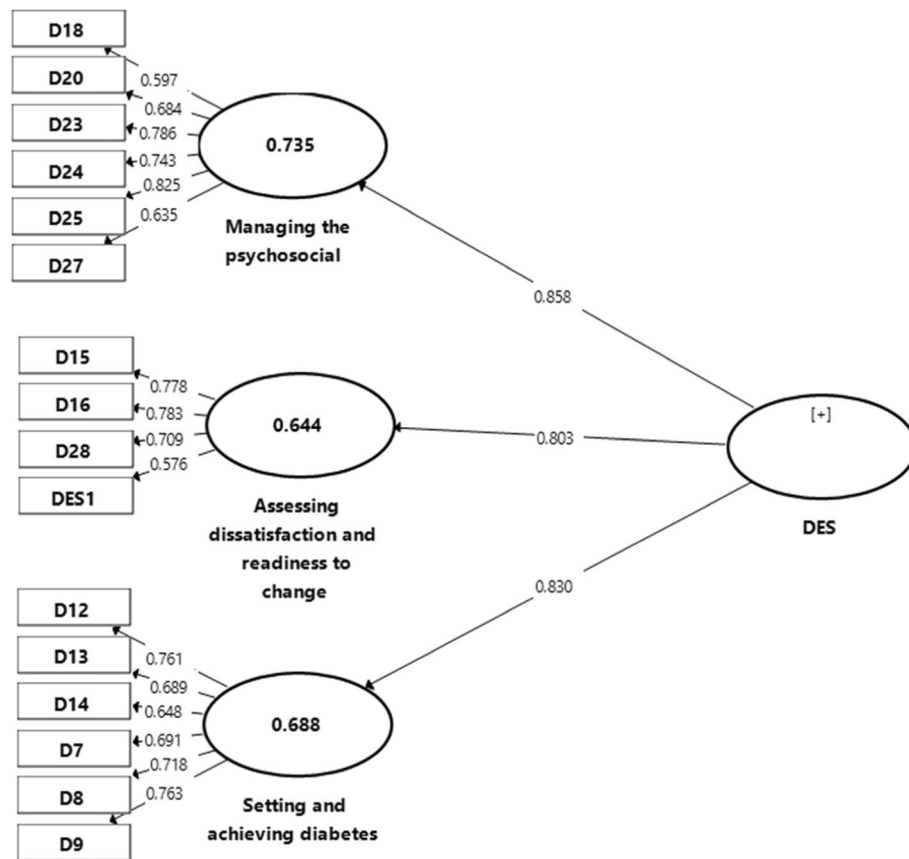 D18
0.597
D20
0.684
D23
0.786
D24
0.743
D25
0.825
D27
0.635
0.735
Managing the
psychosocial
0.858
D15
0.778
D16
0.783
D28
0.709
DES1
0.576
0.644
Assessing
dissatisfaction and
readiness to
change
0.803
[+]
DES
0.830
D12
0.761
D13
0.689
D14
0.648
D7
0.691
D8
0.718
D9
0.763
0.688
Setting and
achieving diabetes